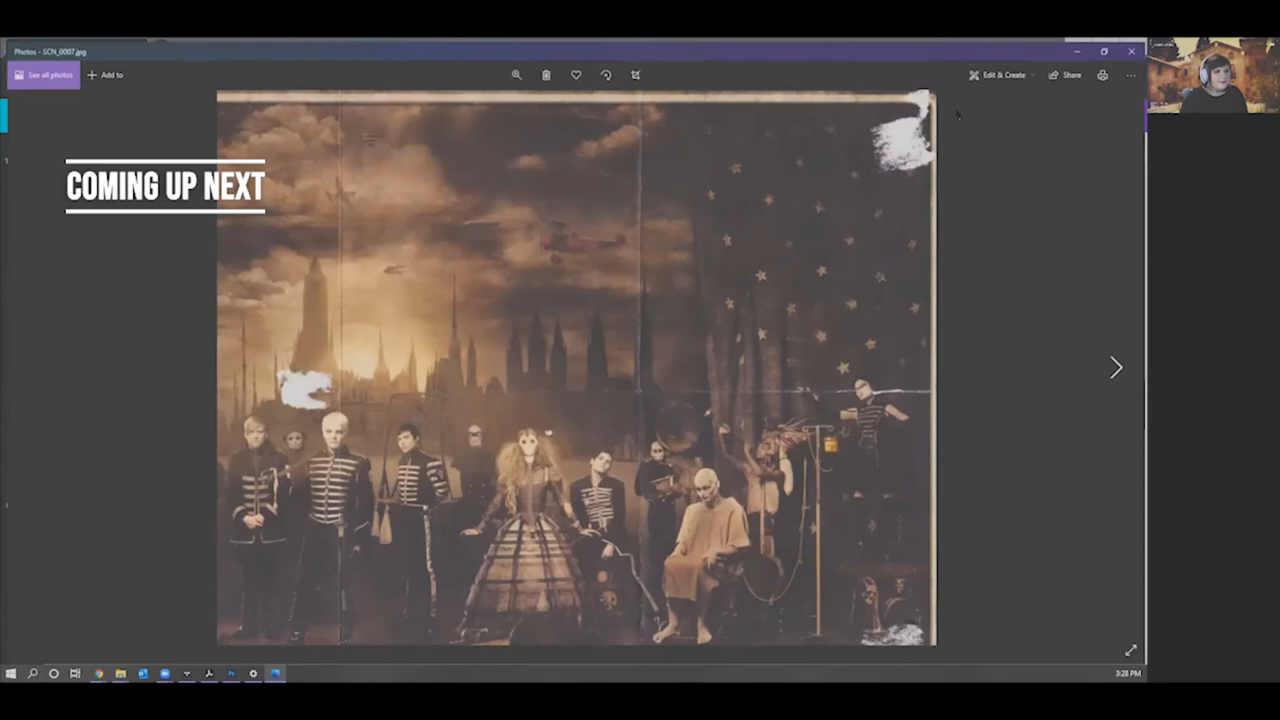 Photos - SCN_0007.jpg
See all photos
Add to
Edit & Create
Share
COMING UP NEXT
3:28 PM